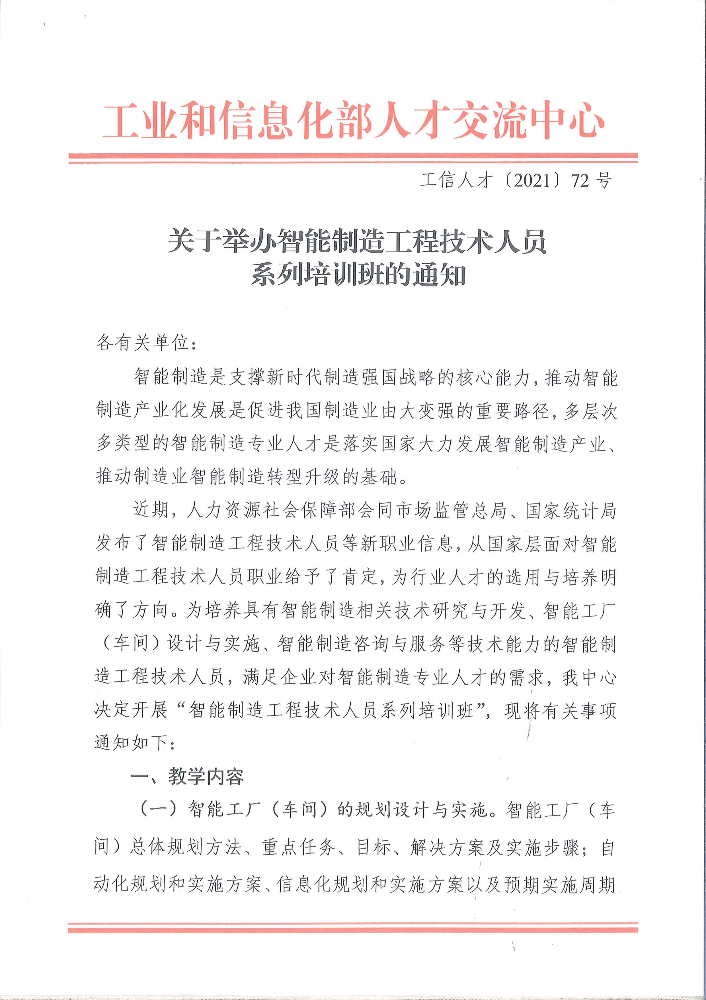 工业和信息化部人才交流中心
工信人才〔2021〕72 号
关于举办智能制造工程技术人员
系列培训班的通知
各有关单位：
智能制造是支撑新时代制造强国战略的核心能力，推动智能
制造产业化发展是促进我国制造业由大变强的重要路径，多层次
多类型的智能制造专业人才是落实国家大力发展智能制造产业、
推动制造业智能制造转型升级的基础。
近期，人力资源社会保障部会同市场监管总局、国家统计局
发布了智能制造工程技术人员等新职业信息，从国家层面对智能
制造工程技术人员职业给予了肯定，为行业人才的选用与培养明
确了方向。为培养具有智能制造相关技术研究与开发、智能工厂
（车间）设计与实施、智能制造咨询与服务等技术能力的智能制
造工程技术人员，满足企业对智能制造专业人才的需求，我中心
决定开展“智能制造工程技术人员系列培训班”，现将有关事项
通知如下：
一、教学内容
（一）智能工厂（车间）的规划设计与实施。智能工厂（车
间）总体规划方法、重点任务、目标、解决方案及实施步骤；自
动化规划和实施方案、信息化规划和实施方案以及预期实施周期